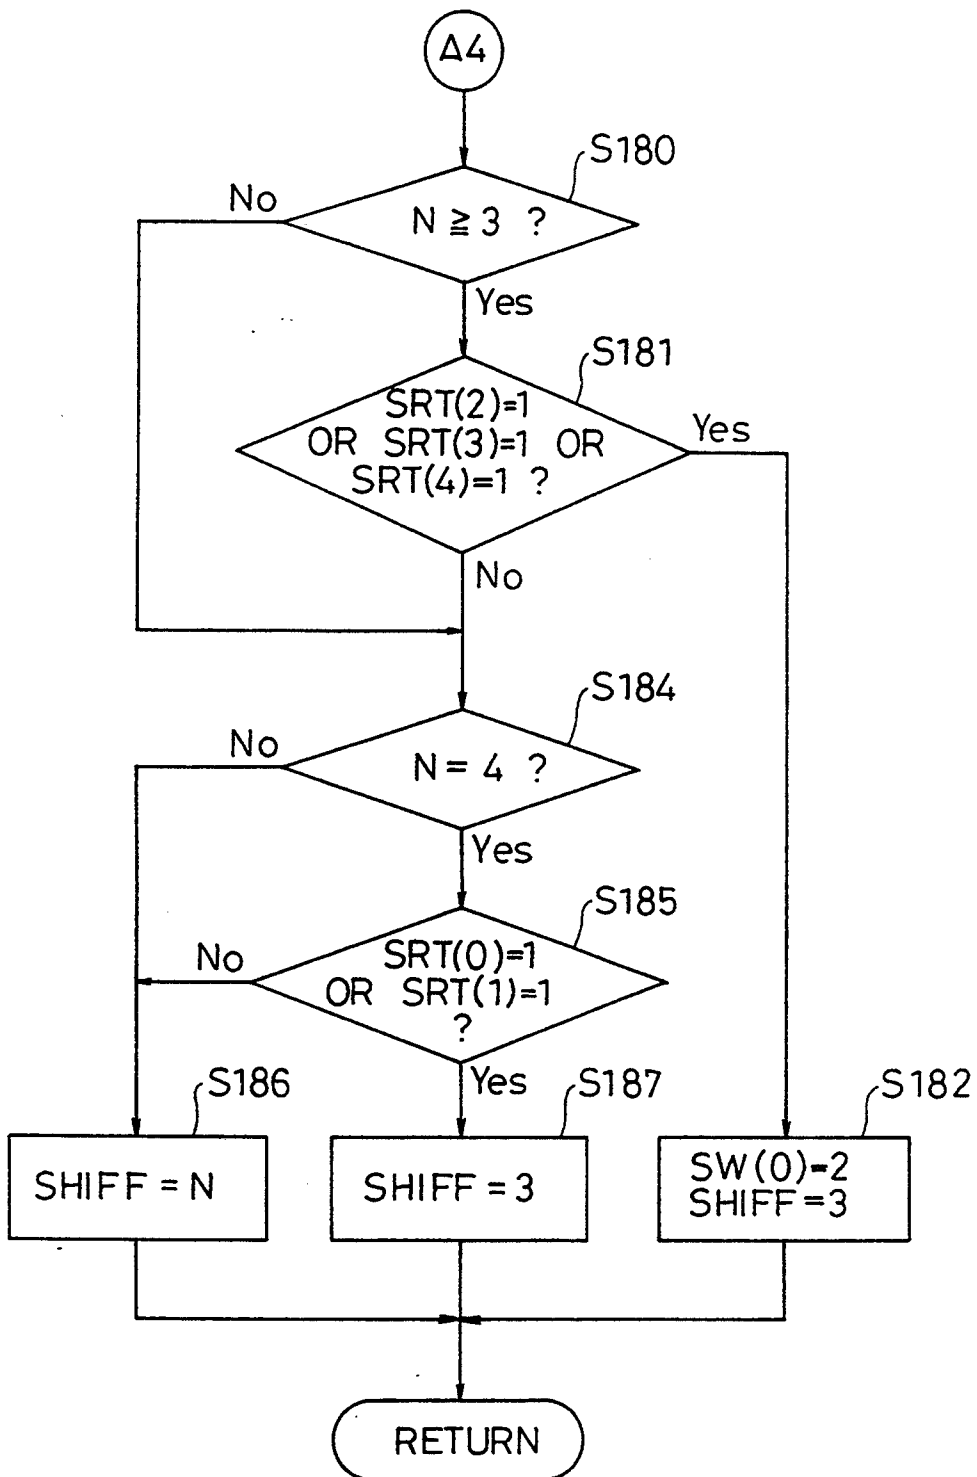 Δ4
S180
No
N ≧ 3 ?
Yes
S181
SRT(2)=1
OR SRT(3)=1 OR
SRT(4)=1 ?
Yes
No
S184
No
N = 4 ?
Yes
S185
No
SRT(0)=1
OR SRT(1)=1
?
Yes
S186
S187
S182
SHIFF = N
SHIFF = 3
SW(0)=2
SHIFF=3
RETURN